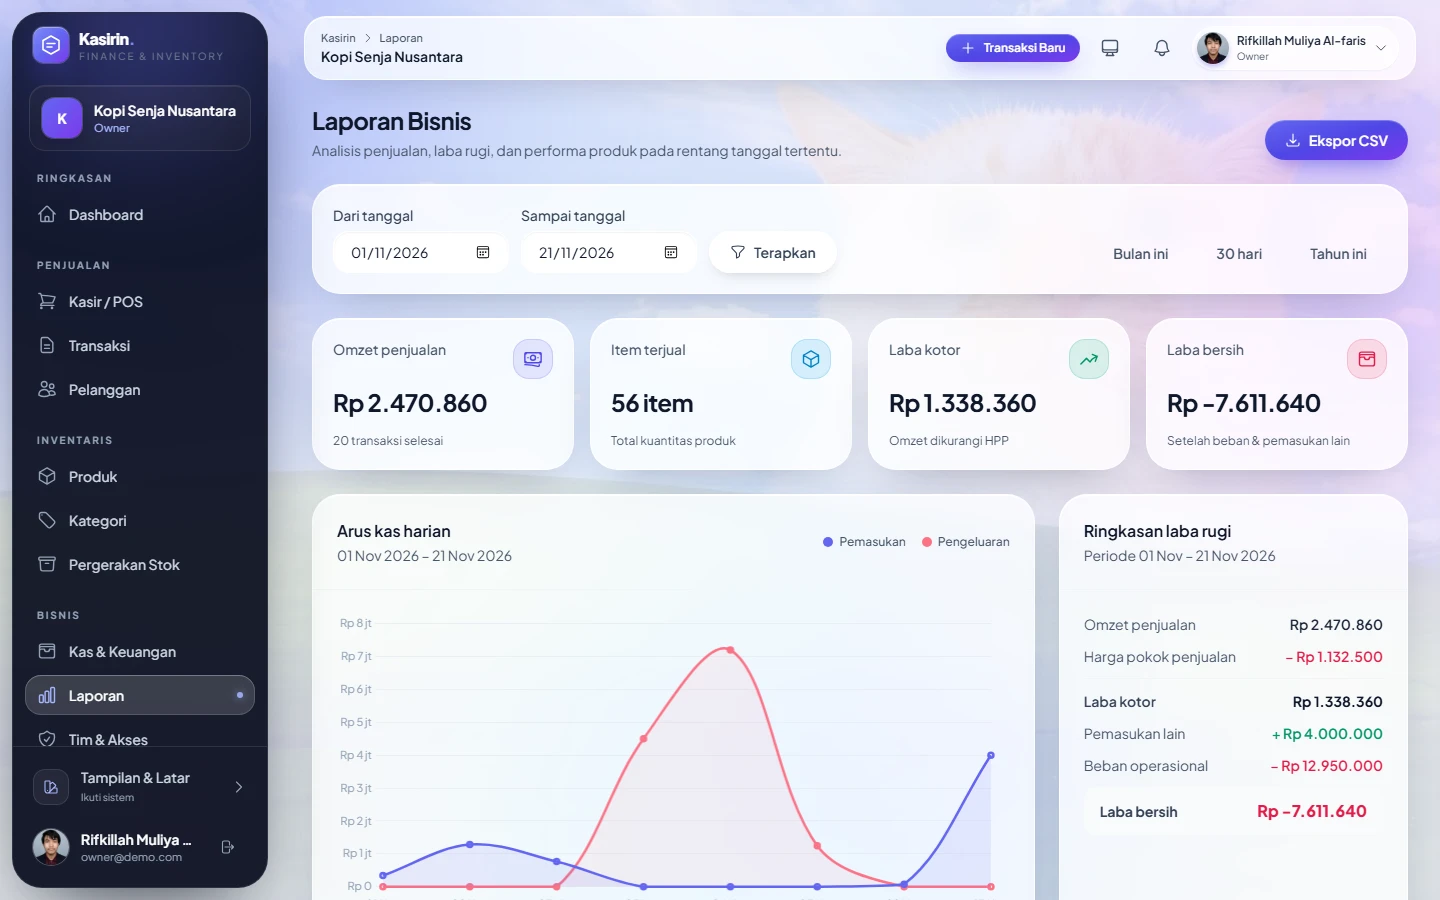 Kasirin.
FINANCE & INVENTORY
K
Kopi Senja Nusantara
Owner
RINGKASAN
Dashboard
PENJUALAN
Kasir / POS
Transaksi
Pelanggan
INVENTARIS
Produk
Kategori
Pergerakan Stok
BISNIS
Kas & Keuangan
Laporan
Tim & Akses
Tampilan & Latar
Ikuti sistem
Rifkillah Muliya ...
owner@demo.com
Kasirin > Laporan
Kopi Senja Nusantara
Transaksi Baru
Rifkillah Muliya Al-faris
Owner
Laporan Bisnis
Analisis penjualan, laba rugi, dan performa produk pada rentang tanggal tertentu.
Ekspor CSV
Dari tanggal
01/11/2026
Sampai tanggal
21/11/2026
Terapkan
Bulan ini
30 hari
Tahun ini
Omzet penjualan
Rp 2.470.860
20 transaksi selesai
Item terjual
56 item
Total kuantitas produk
Laba kotor
Rp 1.338.360
Omzet dikurangi HPP
Laba bersih
Rp -7.611.640
Setelah beban & pemasukan lain
Arus kas harian
01 Nov 2026 – 21 Nov 2026
Pemasukan
Pengeluaran
Rp 8 jt
Rp 7 jt
Rp 6 jt
Rp 5 jt
Rp 4 jt
Rp 3 jt
Rp 2 jt
Rp 1 jt
Rp 0
Ringkasan laba rugi
Periode 01 Nov – 21 Nov 2026
Omzet penjualan Rp 2.470.860
Harga pokok penjualan – Rp 1.132.500
Laba kotor Rp 1.338.360
Pemasukan lain + Rp 4.000.000
Beban operasional – Rp 12.950.000
Laba bersih Rp -7.611.640